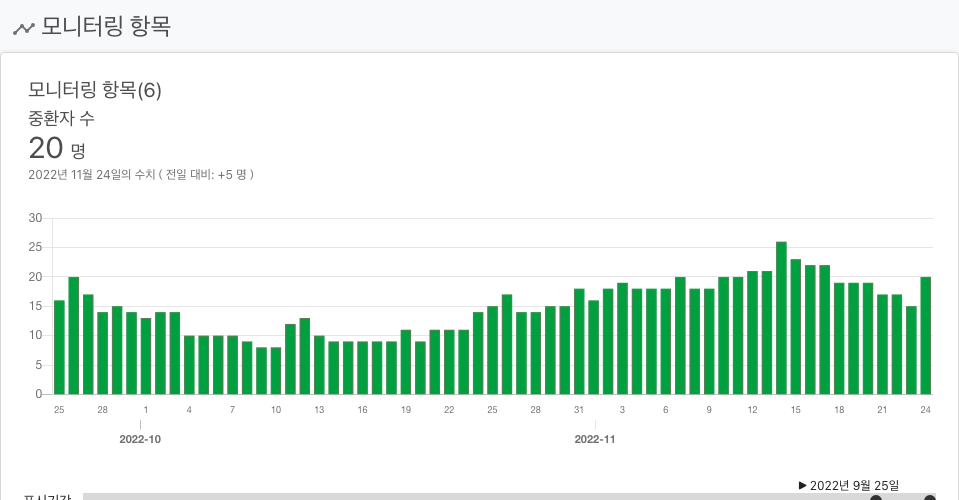 모니터링 항목
모니터링 항목(6)
중환자 수
20 명
2022년 11월 24일의 수치 ( 전일 대비: +5 명 )
30
25
20
15
10
5
0
25 28 1 4 7 10 13 16 19 22 25 28 31 3 6 9 12 15 18 21 24
2022-10 2022-11
▶ 2022년 9월 25일
표시기간